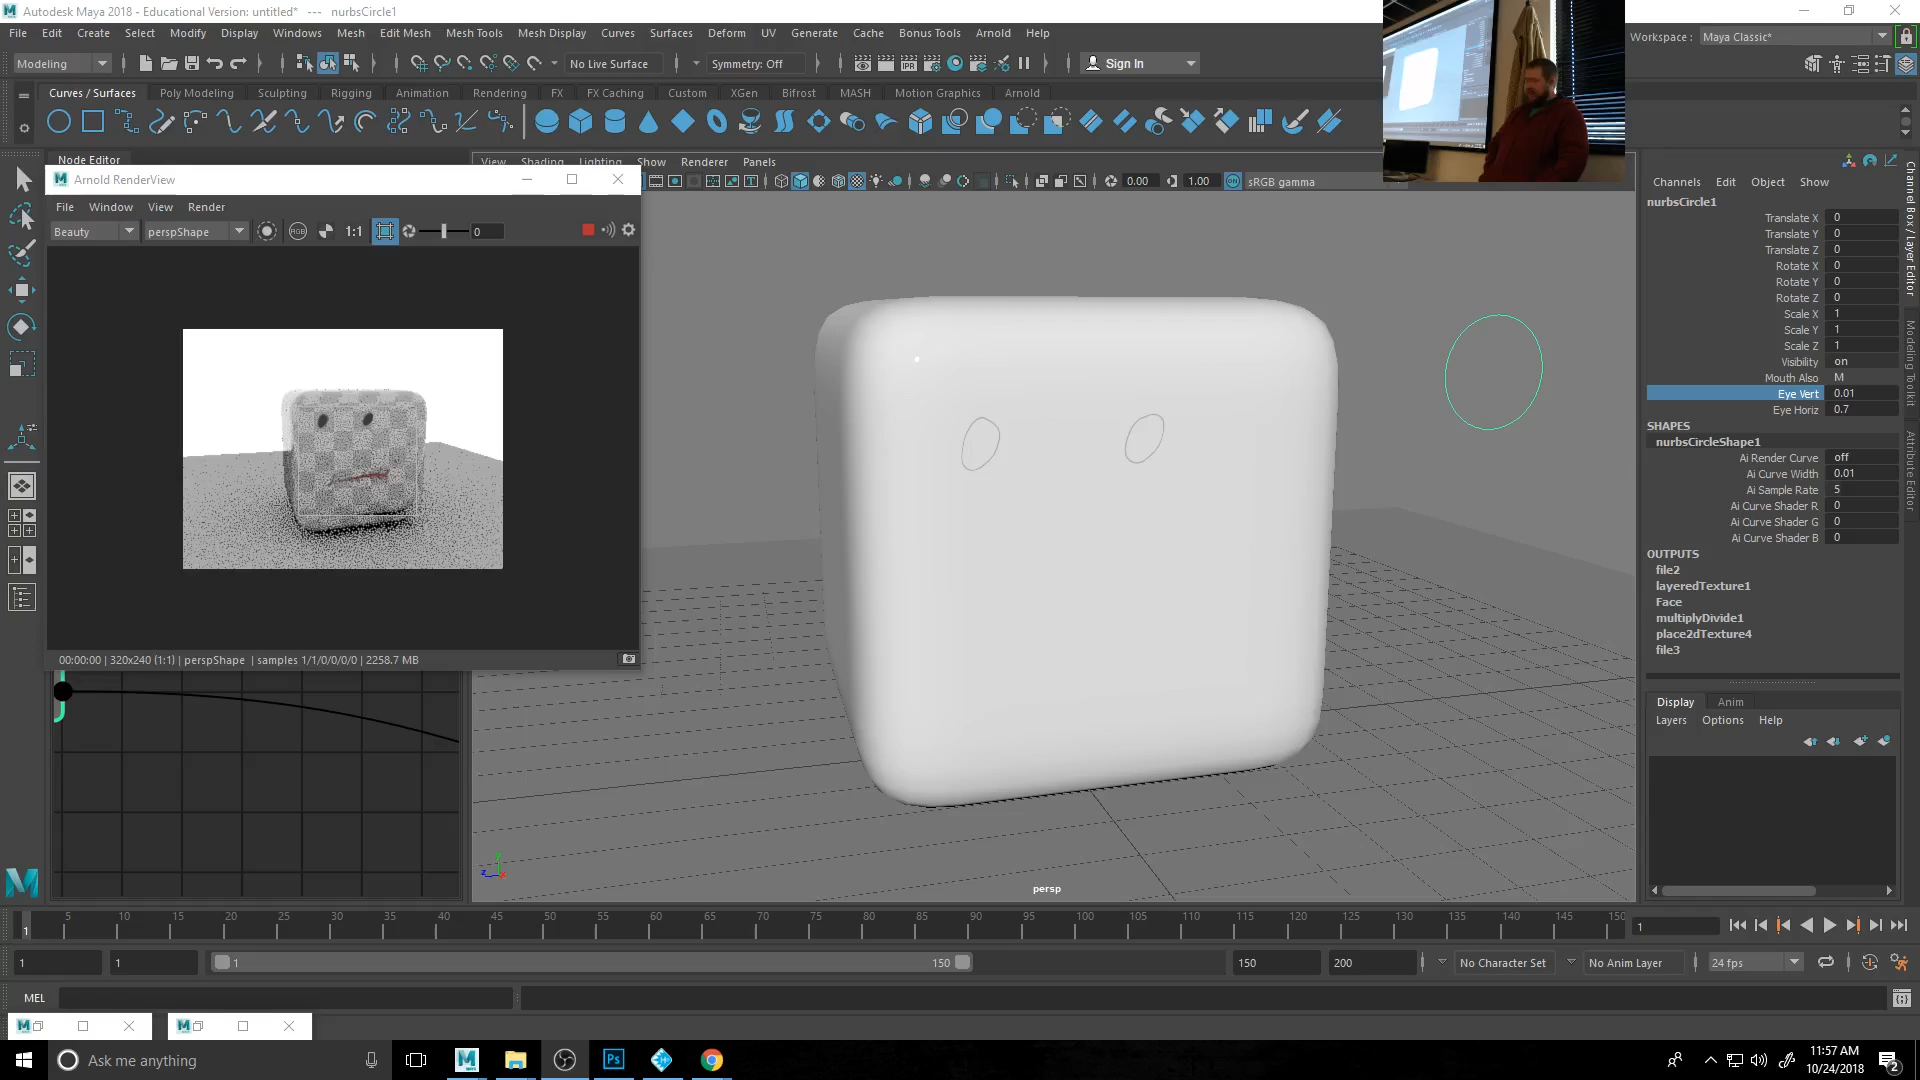 Autodesk Maya 2018 - Educational Version: untitled* --- nurbsCircle1
File Edit Create Select Modify Display Windows Mesh Edit Mesh Mesh Tools Mesh Display Curves Surfaces Deform UV Generate Cache Bonus Tools Arnold Help
Workspace : Maya Classic*
Modeling No Live Surface Symmetry: Off Sign In
Curves / Surfaces Poly Modeling Sculpting Rigging Animation Rendering FX FX Caching Custom XGen Bifrost MASH Motion Graphics Arnold
Node Editor
View Shading Lighting Show Renderer Panels
0.00 1.00 sRGB gamma
Arnold RenderView
File Window View Render
Beauty perspShape 1:1 0
00:00:00 | 320x240 (1:1) | perspShape | samples 1/1/0/0/0/0 | 2258.7 MB
persp
Channels Edit Object Show
nurbsCircle1
Translate X 0
Translate Y 0
Translate Z 0
Rotate X 0
Rotate Y 0
Rotate Z 0
Scale X 1
Scale Y 1
Scale Z 1
Visibility on
Mouth Also M
Eye Vert 0.01
Eye Horiz 0.7
SHAPES
nurbsCircleShape1
Ai Render Curve off
Ai Curve Width 0.01
Ai Sample Rate 5
Ai Curve Shader R 0
Ai Curve Shader G 0
Ai Curve Shader B 0
OUTPUTS
file2
layeredTexture1
Face
multiplyDivide1
place2dTexture4
file3
Display Anim
Layers Options Help
Channel Box / Layer Editor
Modeling Toolkit
Attribute Editor
5 10 15 20 25 30 35 40 45 50 55 60 65 70 75 80 85 90 95 100 105 110 115 120 125 130 135 140 145 150
1
1
1 1 1 150 150 200 No Character Set No Anim Layer 24 fps
MEL
Ask me anything
Ps
11:57 AM
10/24/2018
2